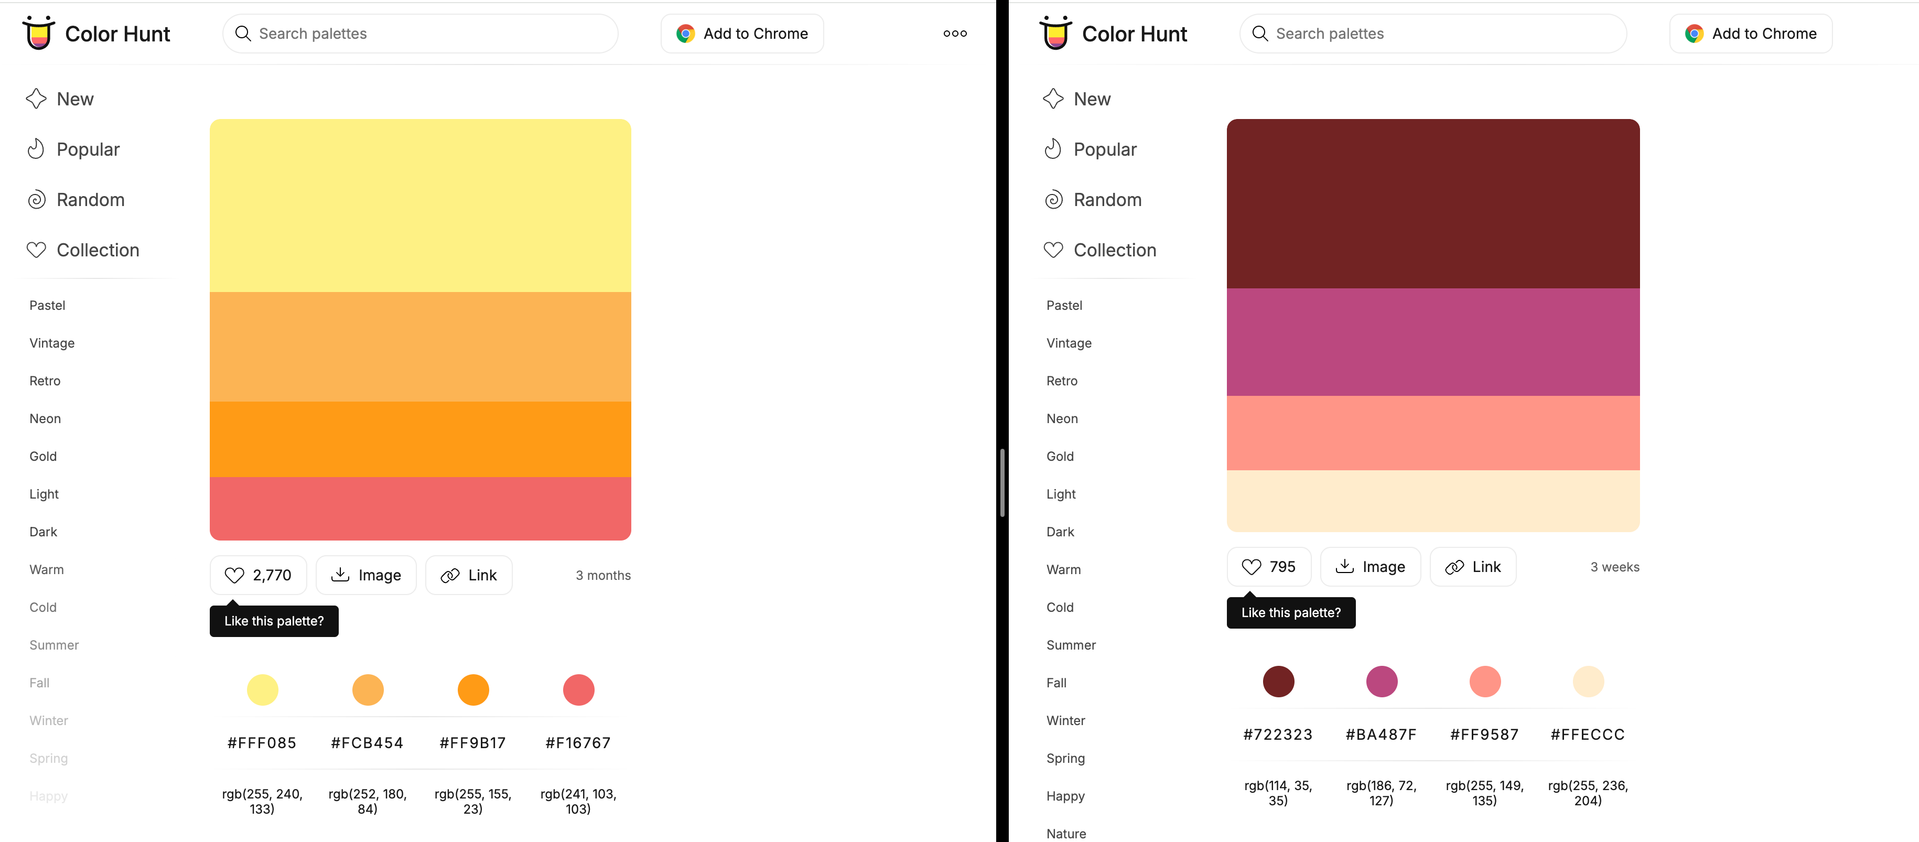 Color Hunt
Search palettes
Add to Chrome
New
Popular
Random
Collection
Pastel
Vintage
Retro
Neon
Gold
Light
Dark
Warm
Cold
Summer
Fall
Winter
Spring
Happy
2,770
Image
Link
3 months
Like this palette?
#FFF085
#FCB454
#FF9B17
#F16767
rgb(255, 240,
133)
rgb(252, 180,
84)
rgb(255, 155,
23)
rgb(241, 103,
103)
Color Hunt
Search palettes
Add to Chrome
New
Popular
Random
Collection
Pastel
Vintage
Retro
Neon
Gold
Light
Dark
Warm
Cold
Summer
Fall
Winter
Spring
Happy
Nature
795
Image
Link
3 weeks
Like this palette?
#722323
#BA487F
#FF9587
#FFECCC
rgb(114, 35,
35)
rgb(186, 72,
127)
rgb(255, 149,
135)
rgb(255, 236,
204)